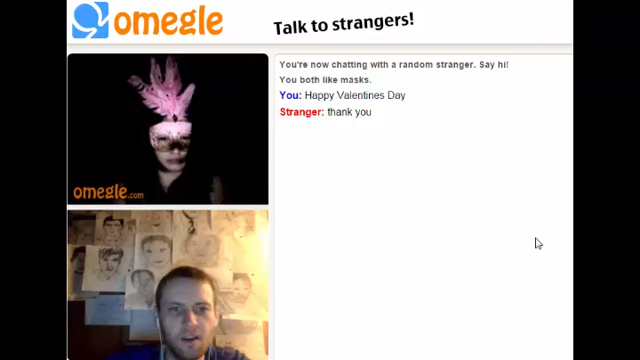 omegle
Talk to strangers!
You're now chatting with a random stranger. Say hi!
You both like masks.
You: Happy Valentines Day
Stranger: thank you
omegle.com